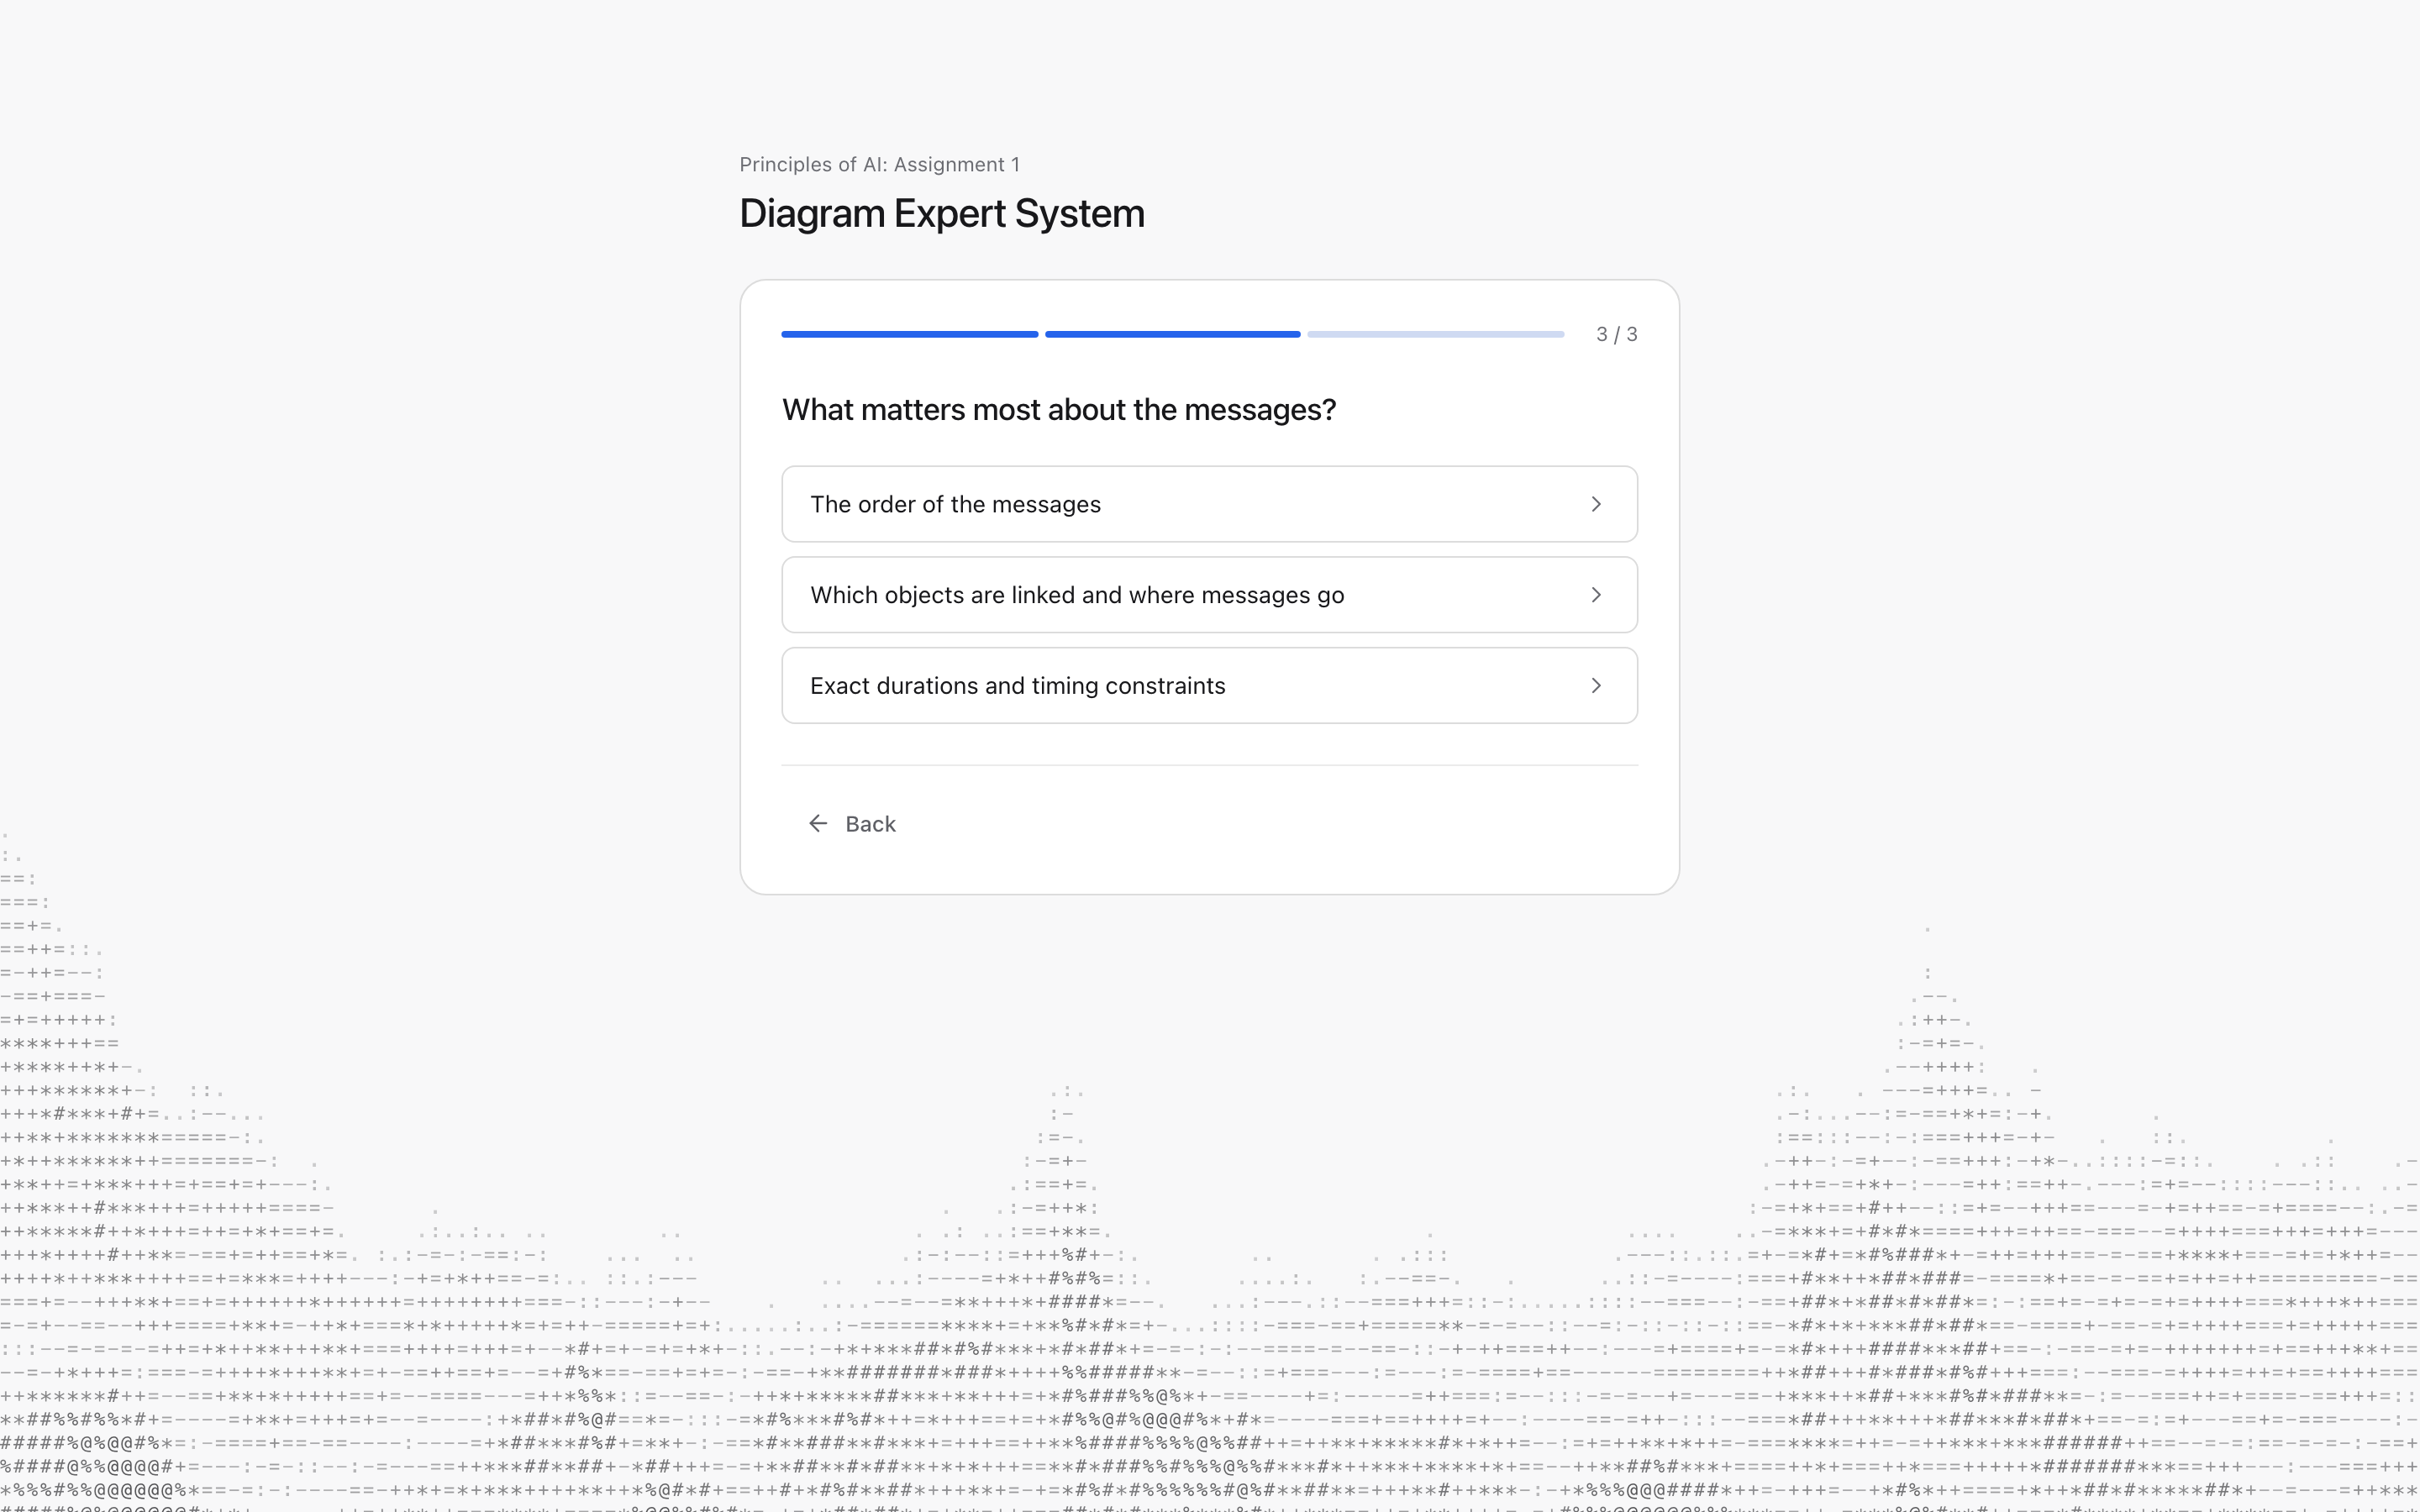 Principles of AI: Assignment 1
Diagram Expert System
3 / 3
What matters most about the messages?
The order of the messages
Which objects are linked and where messages go
Exact durations and timing constraints
Back